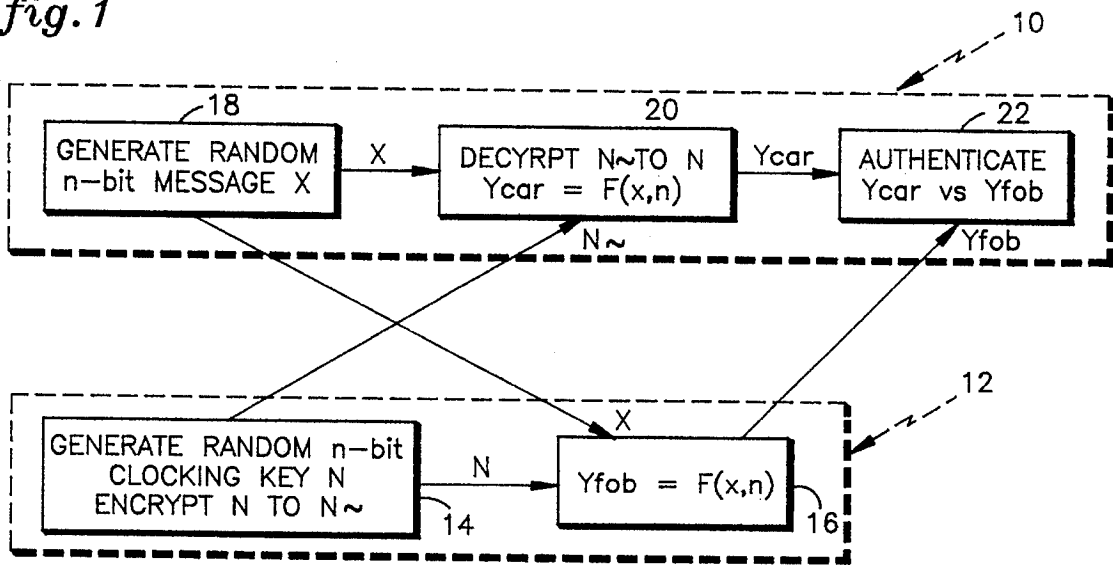 fig. 1
10
18
20
22
GENERATE RANDOM
n-bit MESSAGE X
X
DECYRPT N~TO N
Ycar = F(x,n)
Ycar
AUTHENTICATE
Ycar vs Yfob
N~
Yfob
12
GENERATE RANDOM n-bit
CLOCKING KEY N
ENCRYPT N TO N~
14
N
X
Yfob = F(x,n)
16